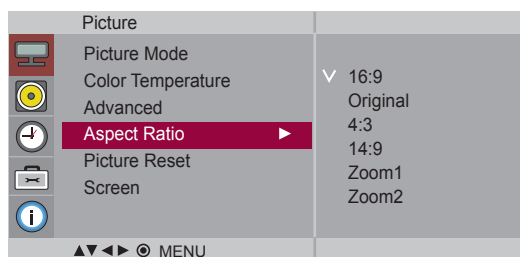 Picture
Picture Mode
Color Temperature
Advanced
Aspect Ratio
Picture Reset
Screen
16:9
Original
4:3
14:9
Zoom1
Zoom2
MENU